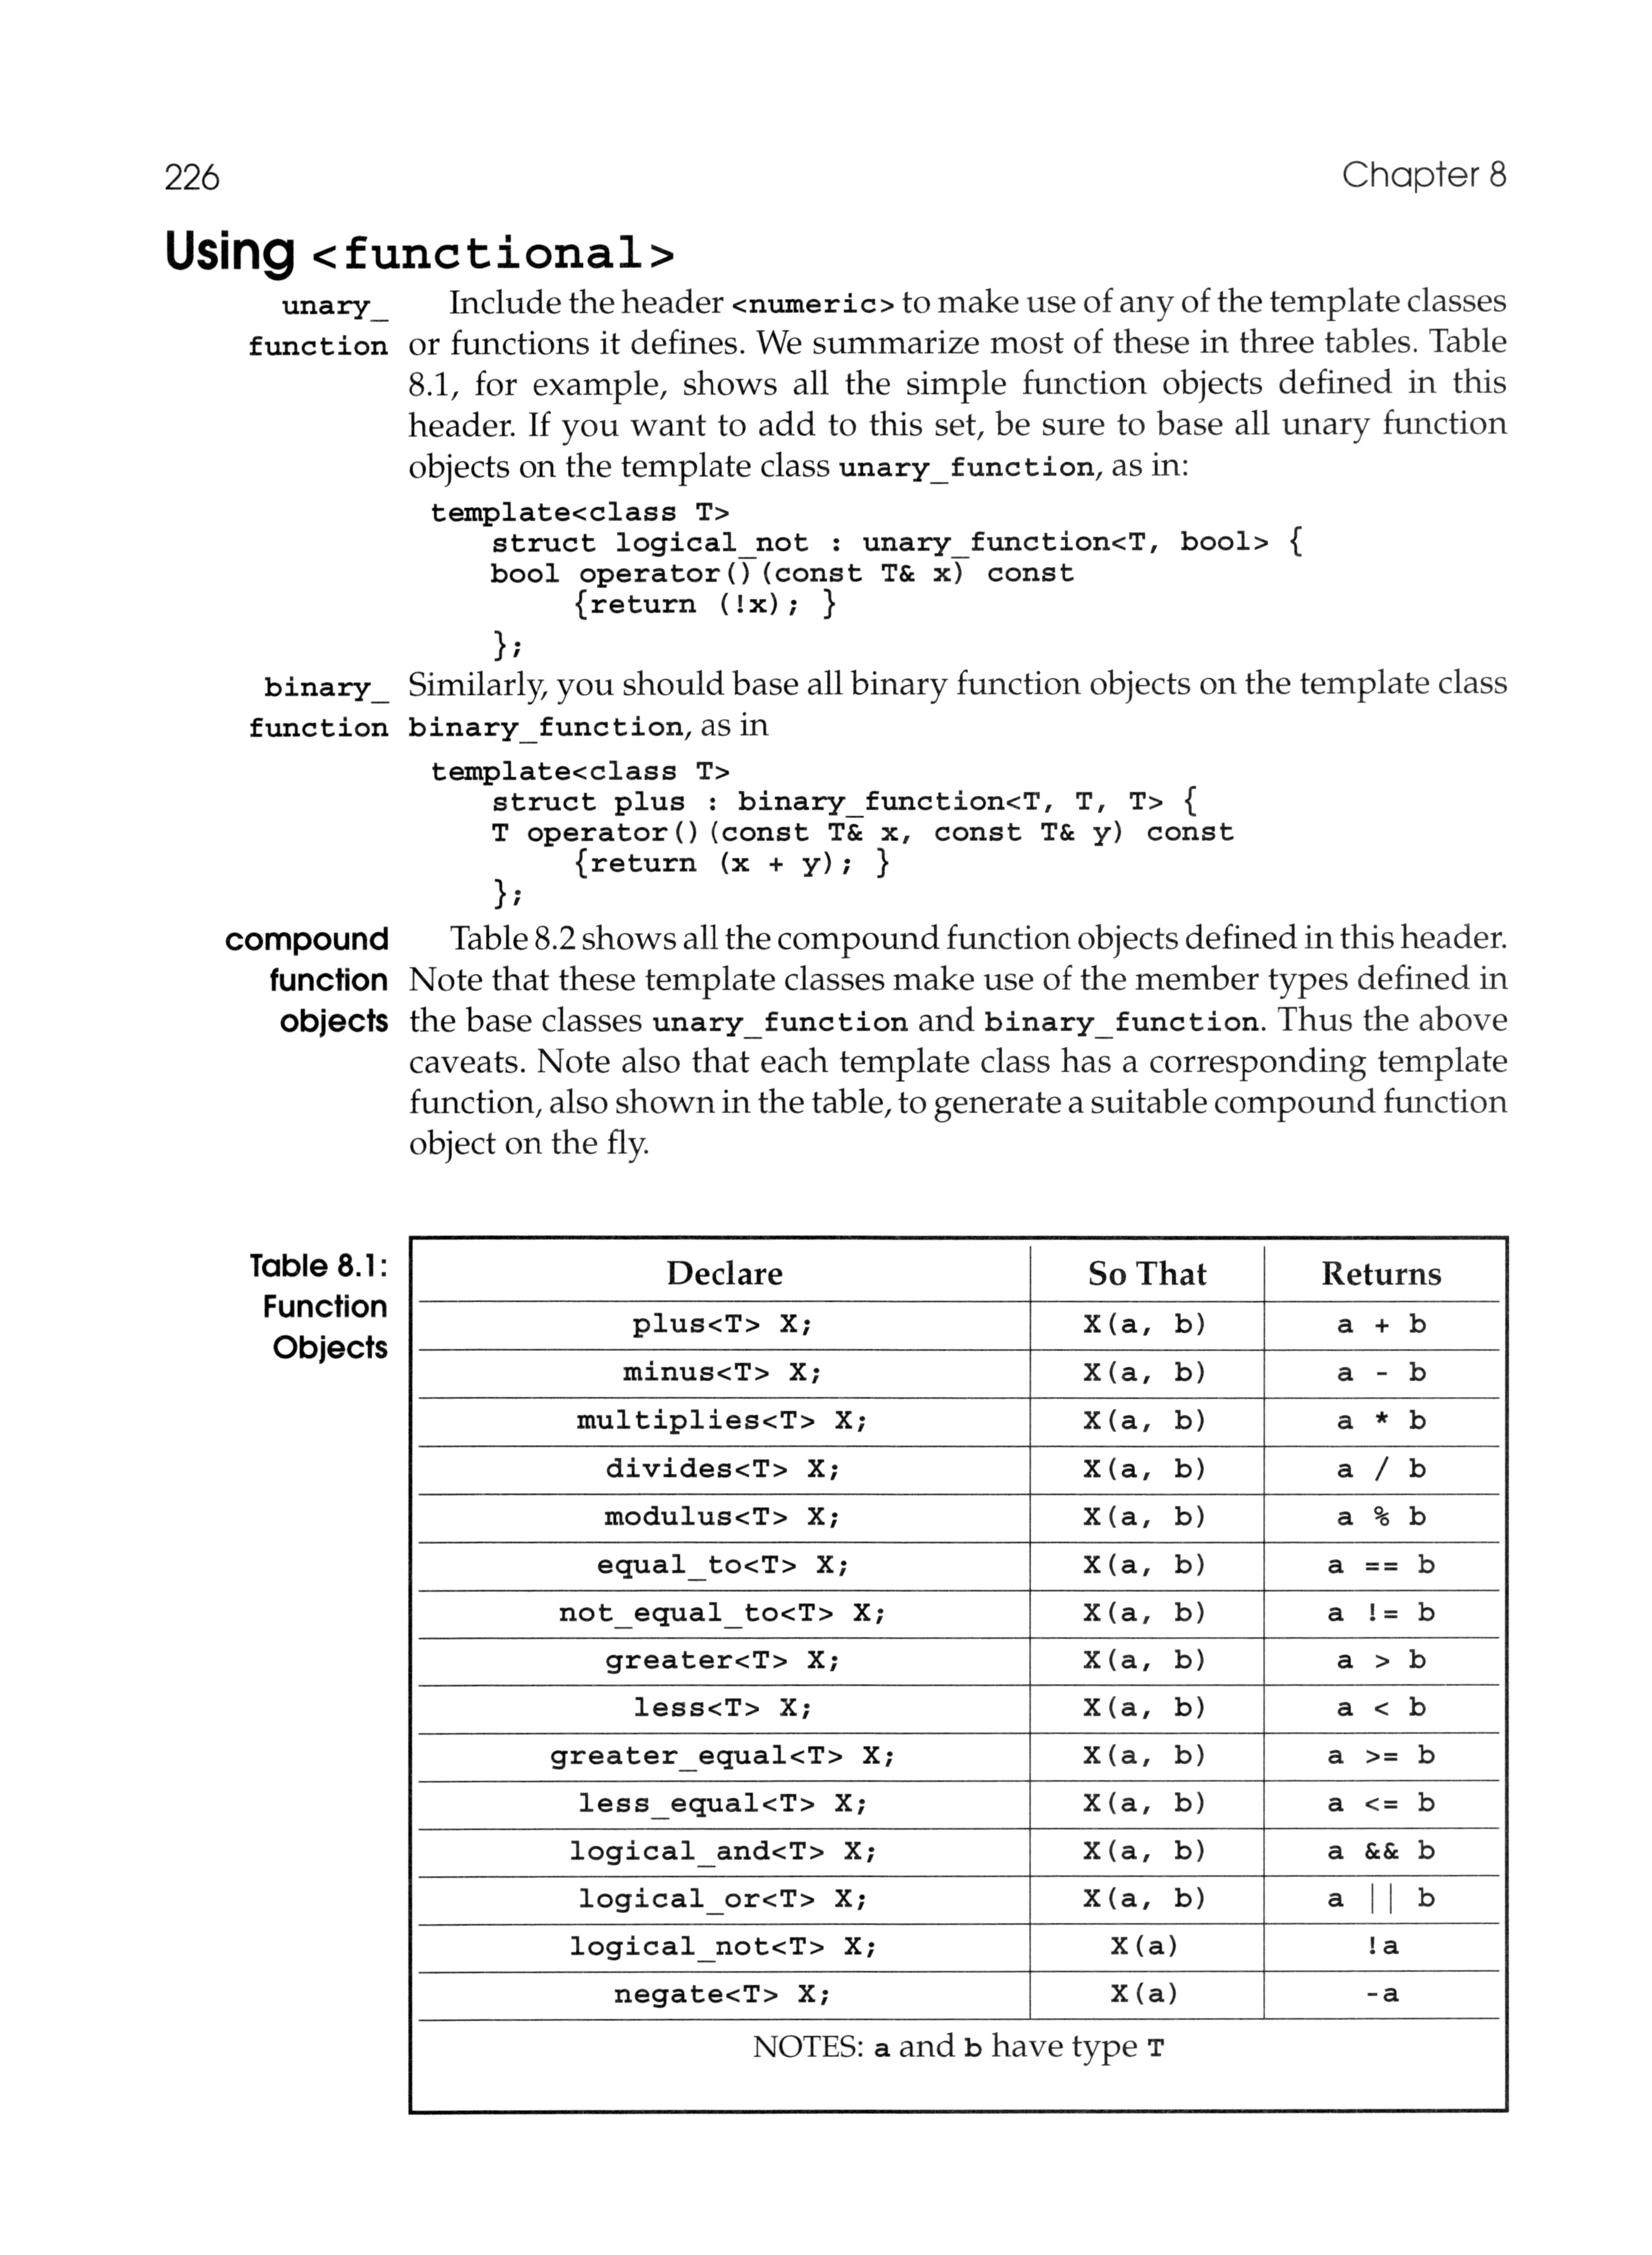 226 Chapter 8
Using <functional>
unary_ Include the header <numeric> to make use of any of the template classes
function or functions it defines. We summarize most of these in three tables. Table
8.1, for example, shows all the simple function objects defined in this
header. If you want to add to this set, be sure to base all unary function
objects on the template class unary_function, as in:
template<class T>
struct logical_not : unary_function<T, bool> {
bool operator()(const T& x) const
{return (!x); }
};
binary_ Similarly, you should base all binary function objects on the template class
function binary_function, as in
template<class T>
struct plus : binary_function<T, T, T> {
T operator()(const T& x, const T& y) const
{return (x + y); }
};
compound Table 8.2 shows all the compound function objects defined in this header.
function Note that these template classes make use of the member types defined in
objects the base classes unary_function and binary_function. Thus the above
caveats. Note also that each template class has a corresponding template
function, also shown in the table, to generate a suitable compound function
object on the fly.
Table 8.1:
Function
Objects
Declare So That Returns
plus<T> X; X(a, b) a + b
minus<T> X; X(a, b) a - b
multiplies<T> X; X(a, b) a * b
divides<T> X; X(a, b) a / b
modulus<T> X; X(a, b) a % b
equal_to<T> X; X(a, b) a == b
not_equal_to<T> X; X(a, b) a != b
greater<T> X; X(a, b) a > b
less<T> X; X(a, b) a < b
greater_equal<T> X; X(a, b) a >= b
less_equal<T> X; X(a, b) a <= b
logical_and<T> X; X(a, b) a && b
logical_or<T> X; X(a, b) a || b
logical_not<T> X; X(a) !a
negate<T> X; X(a) -a
NOTES: a and b have type T